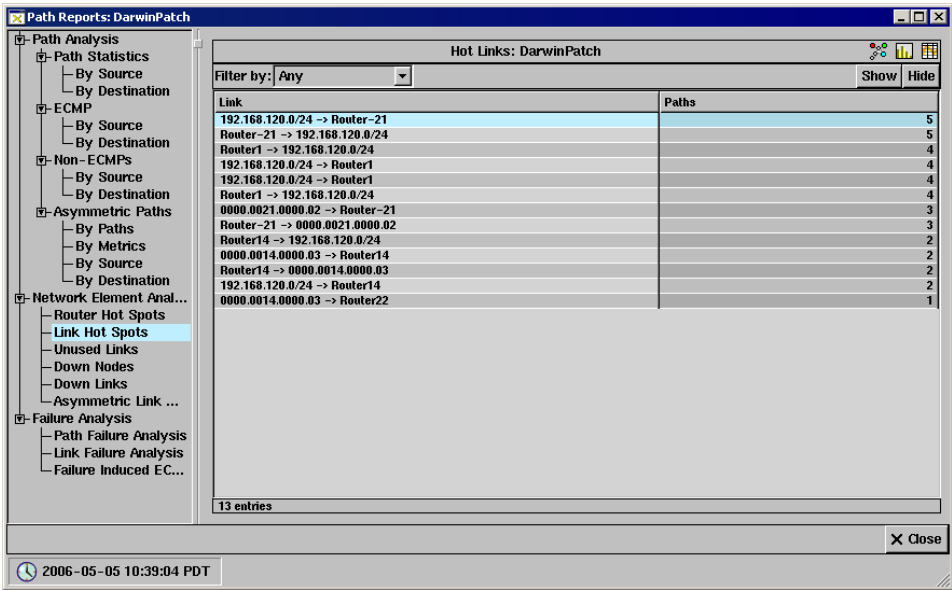 Path Reports: DarwinPatch
Path Analysis
Path Statistics
By Source
By Destination
ECMP
By Source
By Destination
Non-ECMPs
By Source
By Destination
Asymmetric Paths
By Paths
By Metrics
By Source
By Destination
Network Element Anal...
Router Hot Spots
Link Hot Spots
Unused Links
Down Nodes
Down Links
Asymmetric Link ...
Failure Analysis
Path Failure Analysis
Link Failure Analysis
Failure Induced EC...
Hot Links: DarwinPatch
Filter by: Any Show Hide
Link Paths
192.168.120.0/24 -> Router-21 5
Router-21 -> 192.168.120.0/24 5
Router1 -> 192.168.120.0/24 4
192.168.120.0/24 -> Router1 4
192.168.120.0/24 -> Router1 4
Router1 -> 192.168.120.0/24 4
0000.0021.0000.02 -> Router-21 3
Router-21 -> 0000.0021.0000.02 3
Router14 -> 192.168.120.0/24 2
0000.0014.0000.03 -> Router14 2
Router14 -> 0000.0014.0000.03 2
192.168.120.0/24 -> Router14 2
0000.0014.0000.03 -> Router22 1
13 entries
Close
2006-05-05 10:39:04 PDT